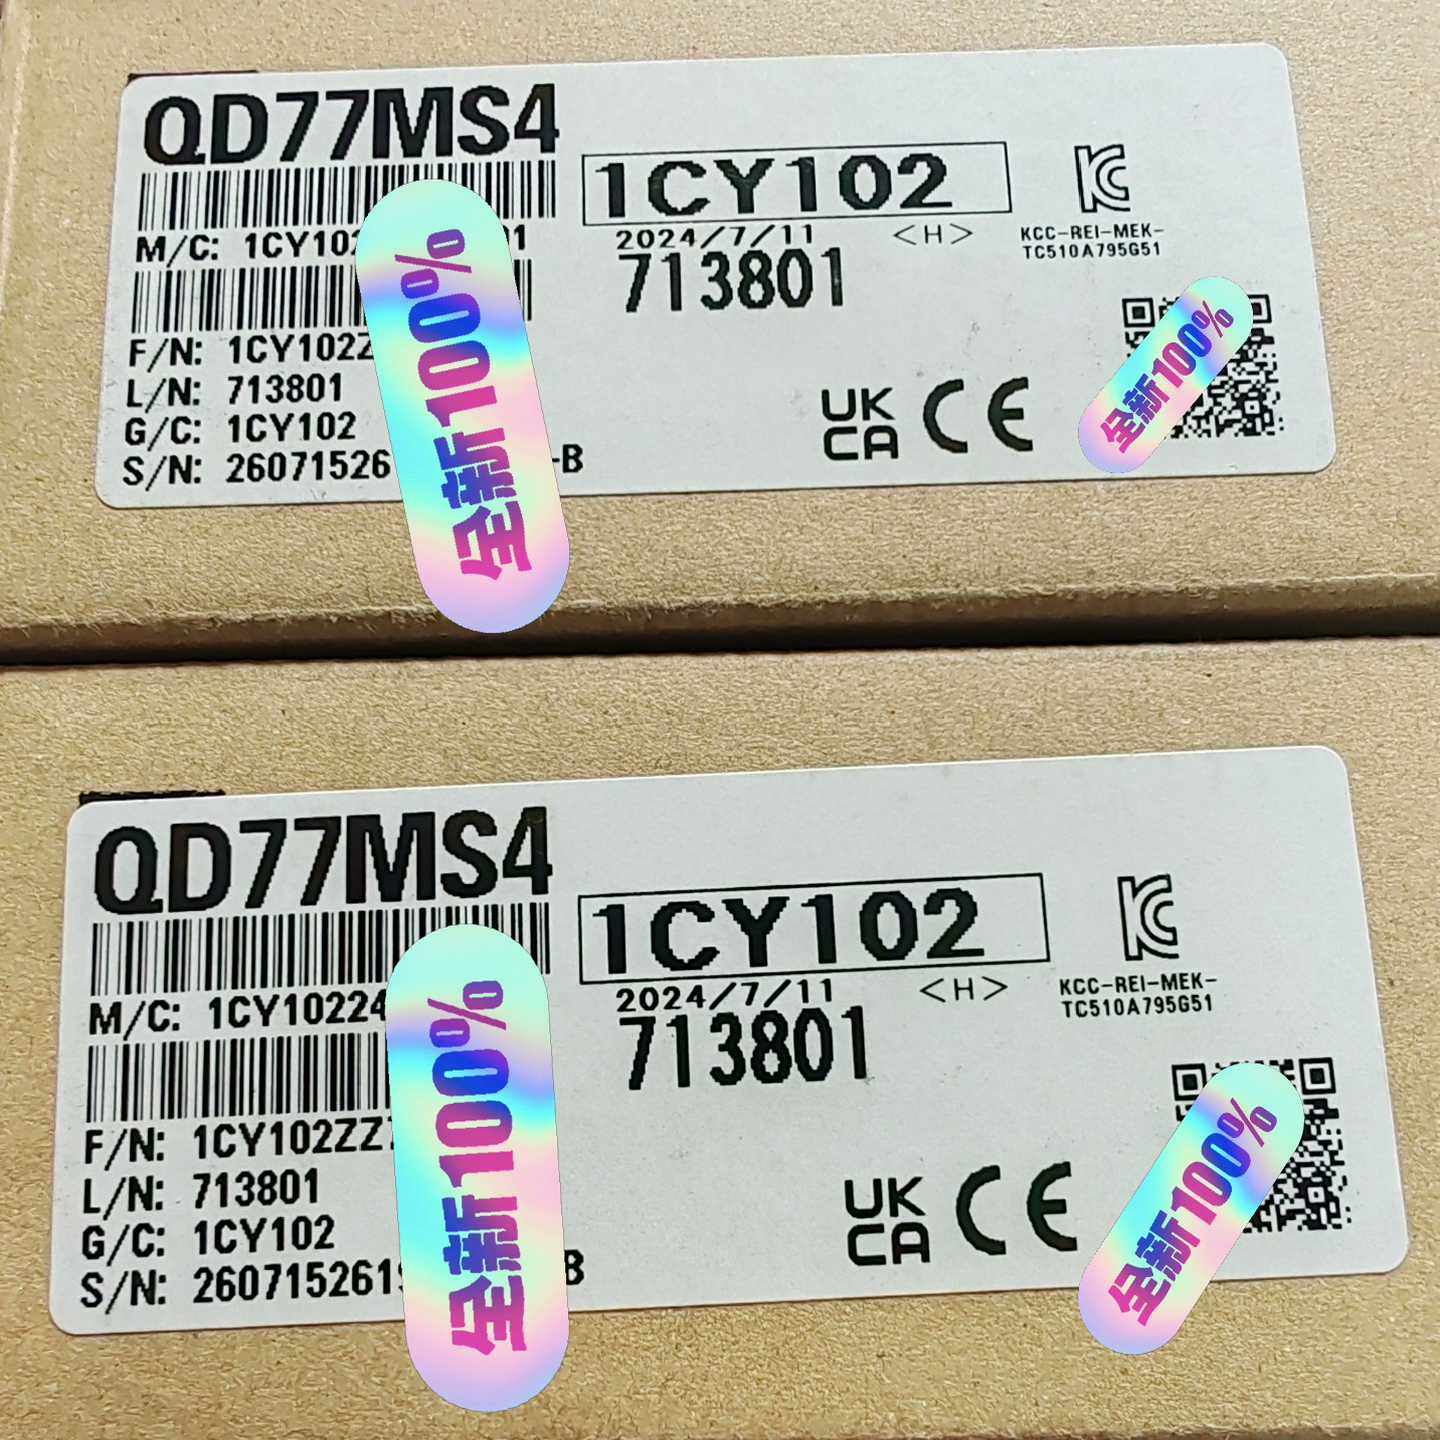 QD77MS4
1CY102
2024/7/11 <H>
713801
KCC-REI-MEK-
TC510A795G51
M/C: 1CY102
F/N: 1CY102Z
L/N: 713801
G/C: 1CY102
S/N: 26071526 -B
UK
CA CE
全新100%
全新100%
QD77MS4
1CY102
2024/7/11 <H>
713801
KCC-REI-MEK-
TC510A795G51
M/C: 1CY10224
F/N: 1CY102ZZ
L/N: 713801
G/C: 1CY102
S/N: 260715261 B
UK
CA CE
全新100%
全新100%